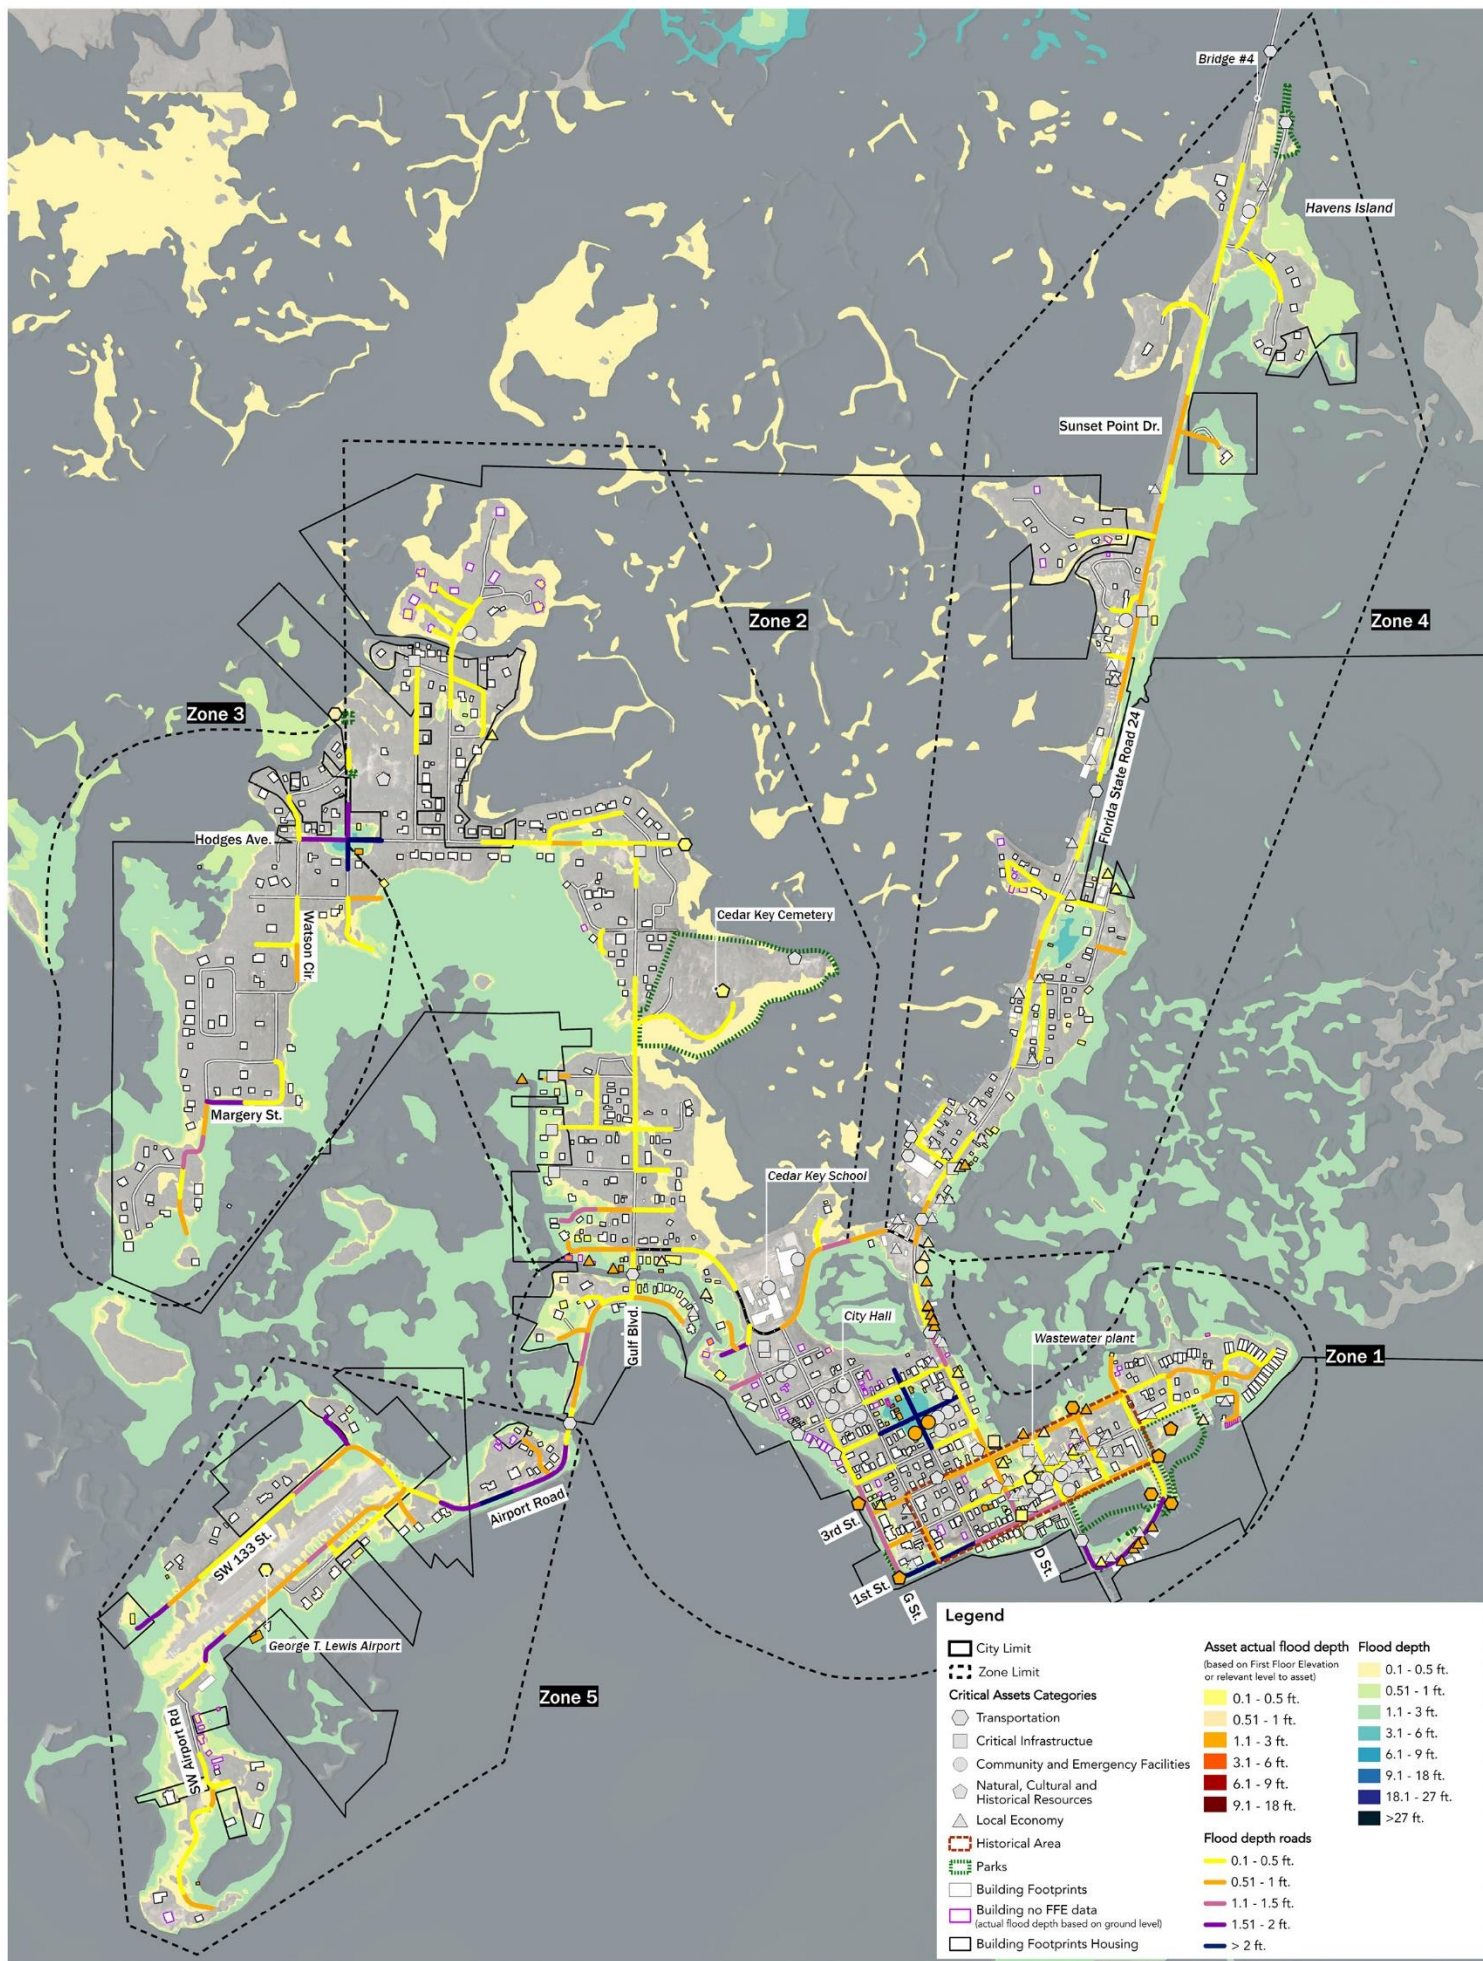 Bridge #4
Havens Island
Sunset Point Dr.
Zone 2
Zone 4
Zone 3
Florida State Road 24
Hodges Ave.
Cedar Key Cemetery
Watson Cir.
Margery St.
Cedar Key School
City Hall
Wastewater plant
Gulf Blvd.
Zone 1
Airport Road
SW 133 St.
3rd St.
D St.
1st St.
G St.
George T. Lewis Airport
Zone 5
SW Airport Rd
Legend
City Limit
Zone Limit
Critical Assets Categories
Transportation
Critical Infrastructue
Community and Emergency Facilities
Natural, Cultural and
Historical Resources
Local Economy
Historical Area
Parks
Building Footprints
Building no FFE data
(actual flood depth based on ground level)
Building Footprints Housing
Asset actual flood depth
(based on First Floor Elevation
or relevant level to asset)
0.1 - 0.5 ft.
0.51 - 1 ft.
1.1 - 3 ft.
3.1 - 6 ft.
6.1 - 9 ft.
9.1 - 18 ft.
Flood depth roads
0.1 - 0.5 ft.
0.51 - 1 ft.
1.1 - 1.5 ft.
1.51 - 2 ft.
> 2 ft.
Flood depth
0.1 - 0.5 ft.
0.51 - 1 ft.
1.1 - 3 ft.
3.1 - 6 ft.
6.1 - 9 ft.
9.1 - 18 ft.
18.1 - 27 ft.
>27 ft.